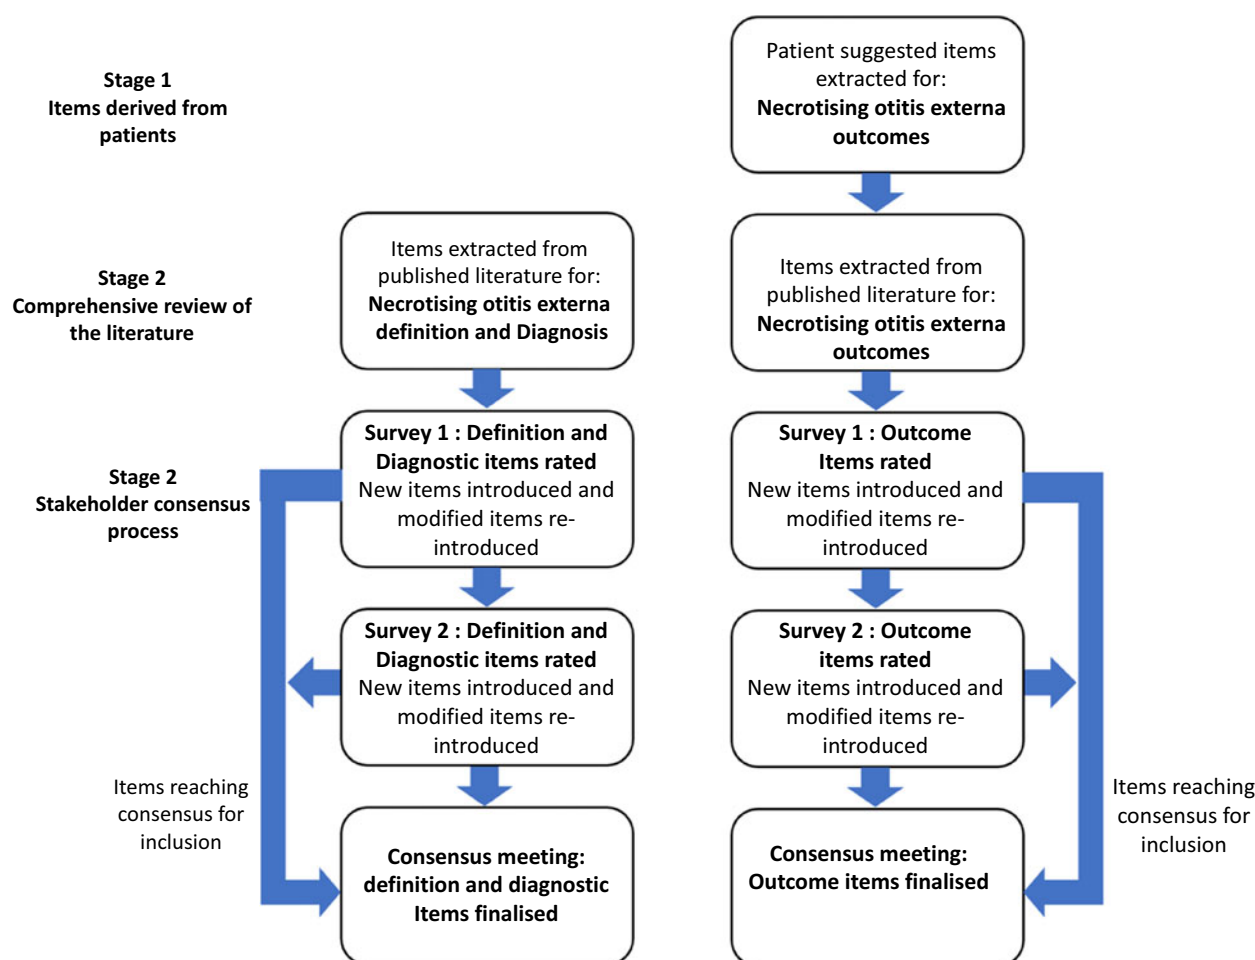 Stage 1
Items derived from
patients
Patient suggested items
extracted for:
Necrotising otitis externa
outcomes
Stage 2
Comprehensive review of
the literature
Items extracted from
published literature for:
Necrotising otitis externa
definition and Diagnosis
Items extracted from
published literature for:
Necrotising otitis externa
outcomes
Stage 2
Stakeholder consensus
process
Survey 1 : Definition and
Diagnostic items rated
New items introduced and
modified items re-
introduced
Survey 1 : Outcome
Items rated
New items introduced and
modified items re-
introduced
Survey 2 : Definition and
Diagnostic items rated
New items introduced and
modified items re-
introduced
Survey 2 : Outcome
items rated
New items introduced and
modified items re-
introduced
Items reaching
consensus for
inclusion
Items reaching
consensus for
inclusion
Consensus meeting:
definition and diagnostic
Items finalised
Consensus meeting:
Outcome items finalised